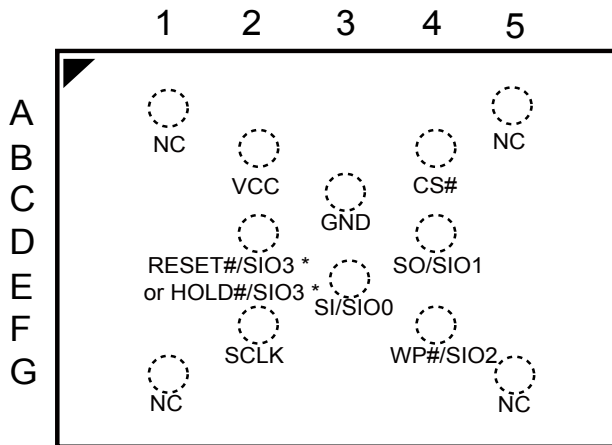 1 2 3 4 5
A
NC NC
B
VCC CS#
C
GND
D
RESET#/SIO3 * SO/SIO1
E
or HOLD#/SIO3 * SI/SIO0
F
SCLK WP#/SIO2
G
NC NC